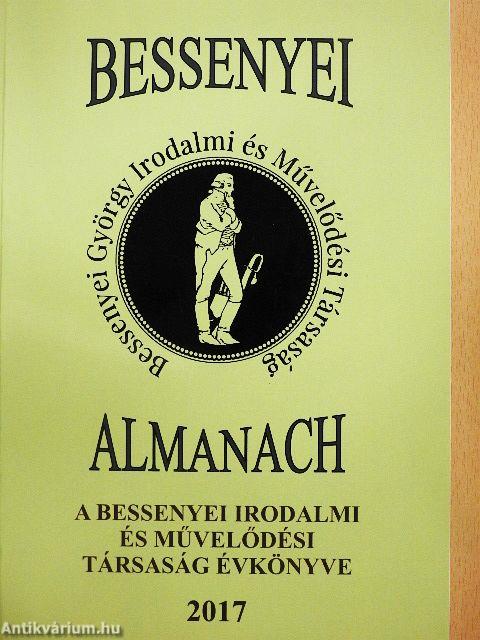 BESSENYEI
Bessenyei György Irodalmi és Művelődési Társaság
ALMANACH
A BESSENYEI IRODALMI
ÉS MŰVELŐDÉSI
TÁRSASÁG ÉVKÖNYVE
2017
Antikvárium.hu